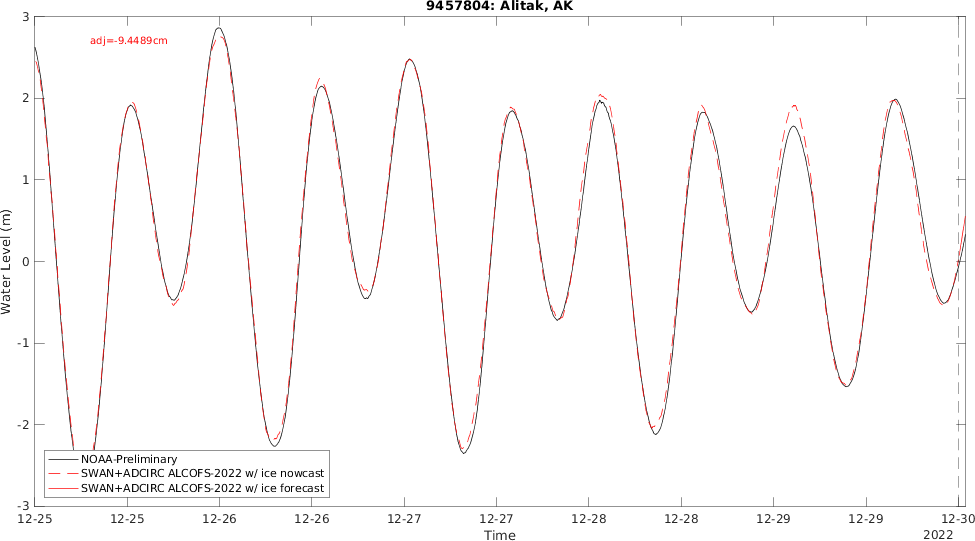 9457804: Alitak, AK
adj=-9.4489cm
Water Level (m)
3
2
1
0
-1
-2
-3
NOAA-Preliminary
SWAN+ADCIRC ALCOFS-2022 w/ ice nowcast
SWAN+ADCIRC ALCOFS-2022 w/ ice forecast
12-25 12-25 12-26 12-26 12-27 12-27 12-28 12-28 12-29 12-29 12-30
Time
2022